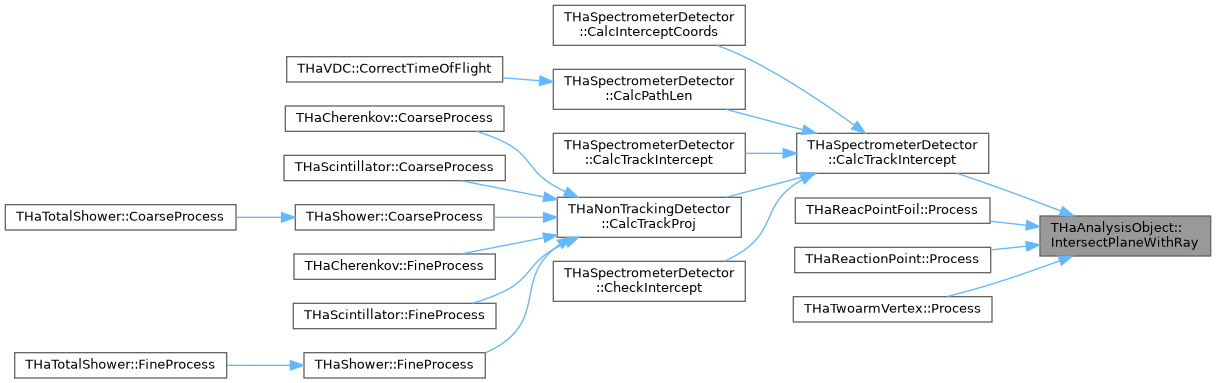 THaSpectrometerDetector
::CalcInterceptCoords
THaVDC::CorrectTimeOfFlight
THaSpectrometerDetector
::CalcPathLen
THaCherenkov::CoarseProcess
THaSpectrometerDetector
::CalcTrackIntercept
THaSpectrometerDetector
::CalcTrackIntercept
THaScintillator::CoarseProcess
THaTotalShower::CoarseProcess
THaShower::CoarseProcess
THaNonTrackingDetector
::CalcTrackProj
THaReacPointFoil::Process
THaAnalysisObject::
IntersectPlaneWithRay
THaCherenkov::FineProcess
THaSpectrometerDetector
::CheckIntercept
THaReactionPoint::Process
THaScintillator::FineProcess
THaTwoarmVertex::Process
THaTotalShower::FineProcess
THaShower::FineProcess